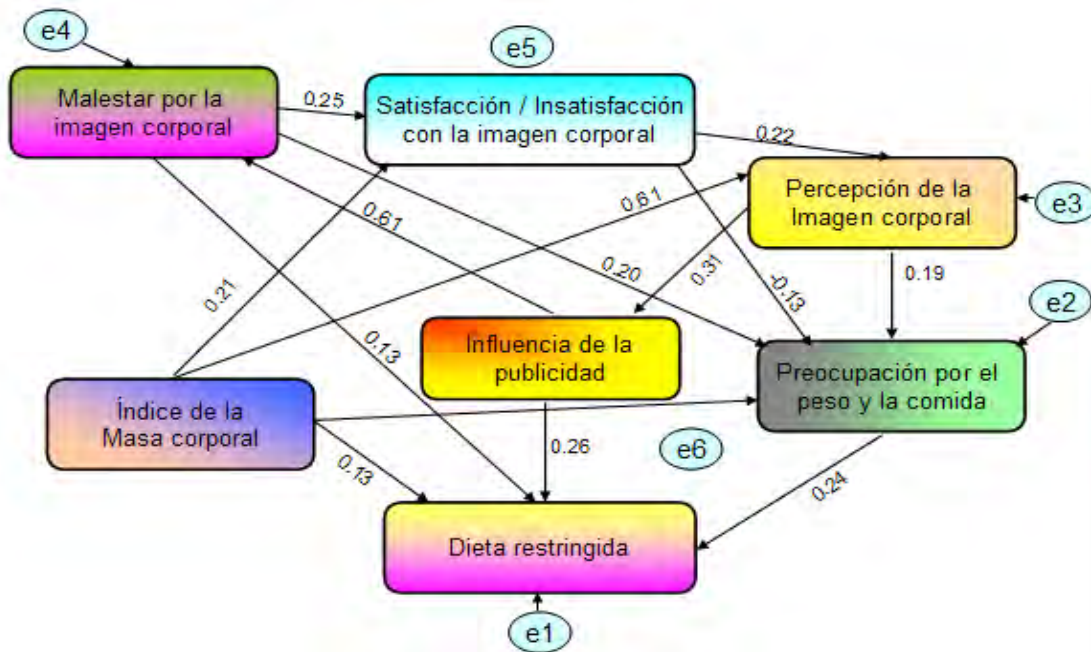 e4
e5
Malestar por la
imagen corporal
0.25
Satisfacción / Insatisfacción
con la imagen corporal
0.22
Percepción de la
Imagen corporal
e3
0.61
0.61
0.21
0.20
0.31
-0.13
0.19
e2
0.13
Influencia de la
publicidad
Preocupación por el
peso y la comida
Índice de la
Masa corporal
0.13
0.26
e6
0.24
Dieta restringida
e1